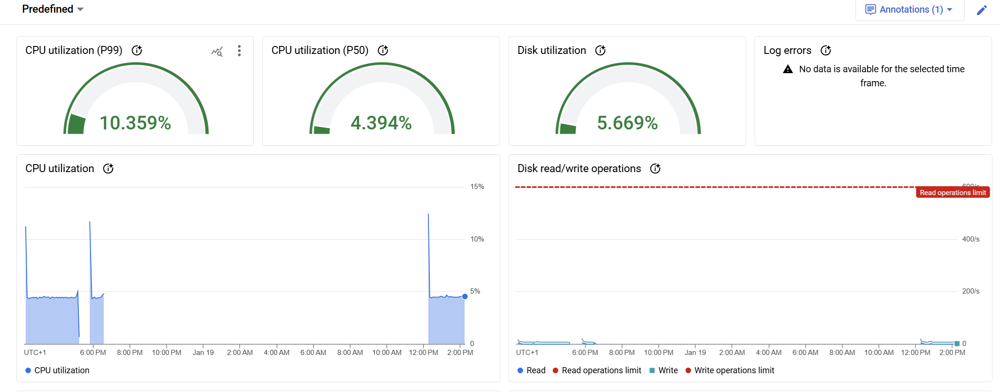 Predefined
Annotations (1)
CPU utilization (P99)
10.359%
CPU utilization (P50)
4.394%
Disk utilization
5.669%
Log errors
No data is available for the selected time
frame.
CPU utilization
15%
10%
5%
0
UTC+1 6:00 PM 8:00 PM 10:00 PM Jan 19 2:00 AM 4:00 AM 6:00 AM 8:00 AM 10:00 AM 12:00 PM 2:00 PM
CPU utilization
Disk read/write operations
600/s
Read operations limit
400/s
200/s
0
UTC+1 6:00 PM 8:00 PM 10:00 PM Jan 19 2:00 AM 4:00 AM 6:00 AM 8:00 AM 10:00 AM 12:00 PM 2:00 PM
Read Read operations limit Write Write operations limit